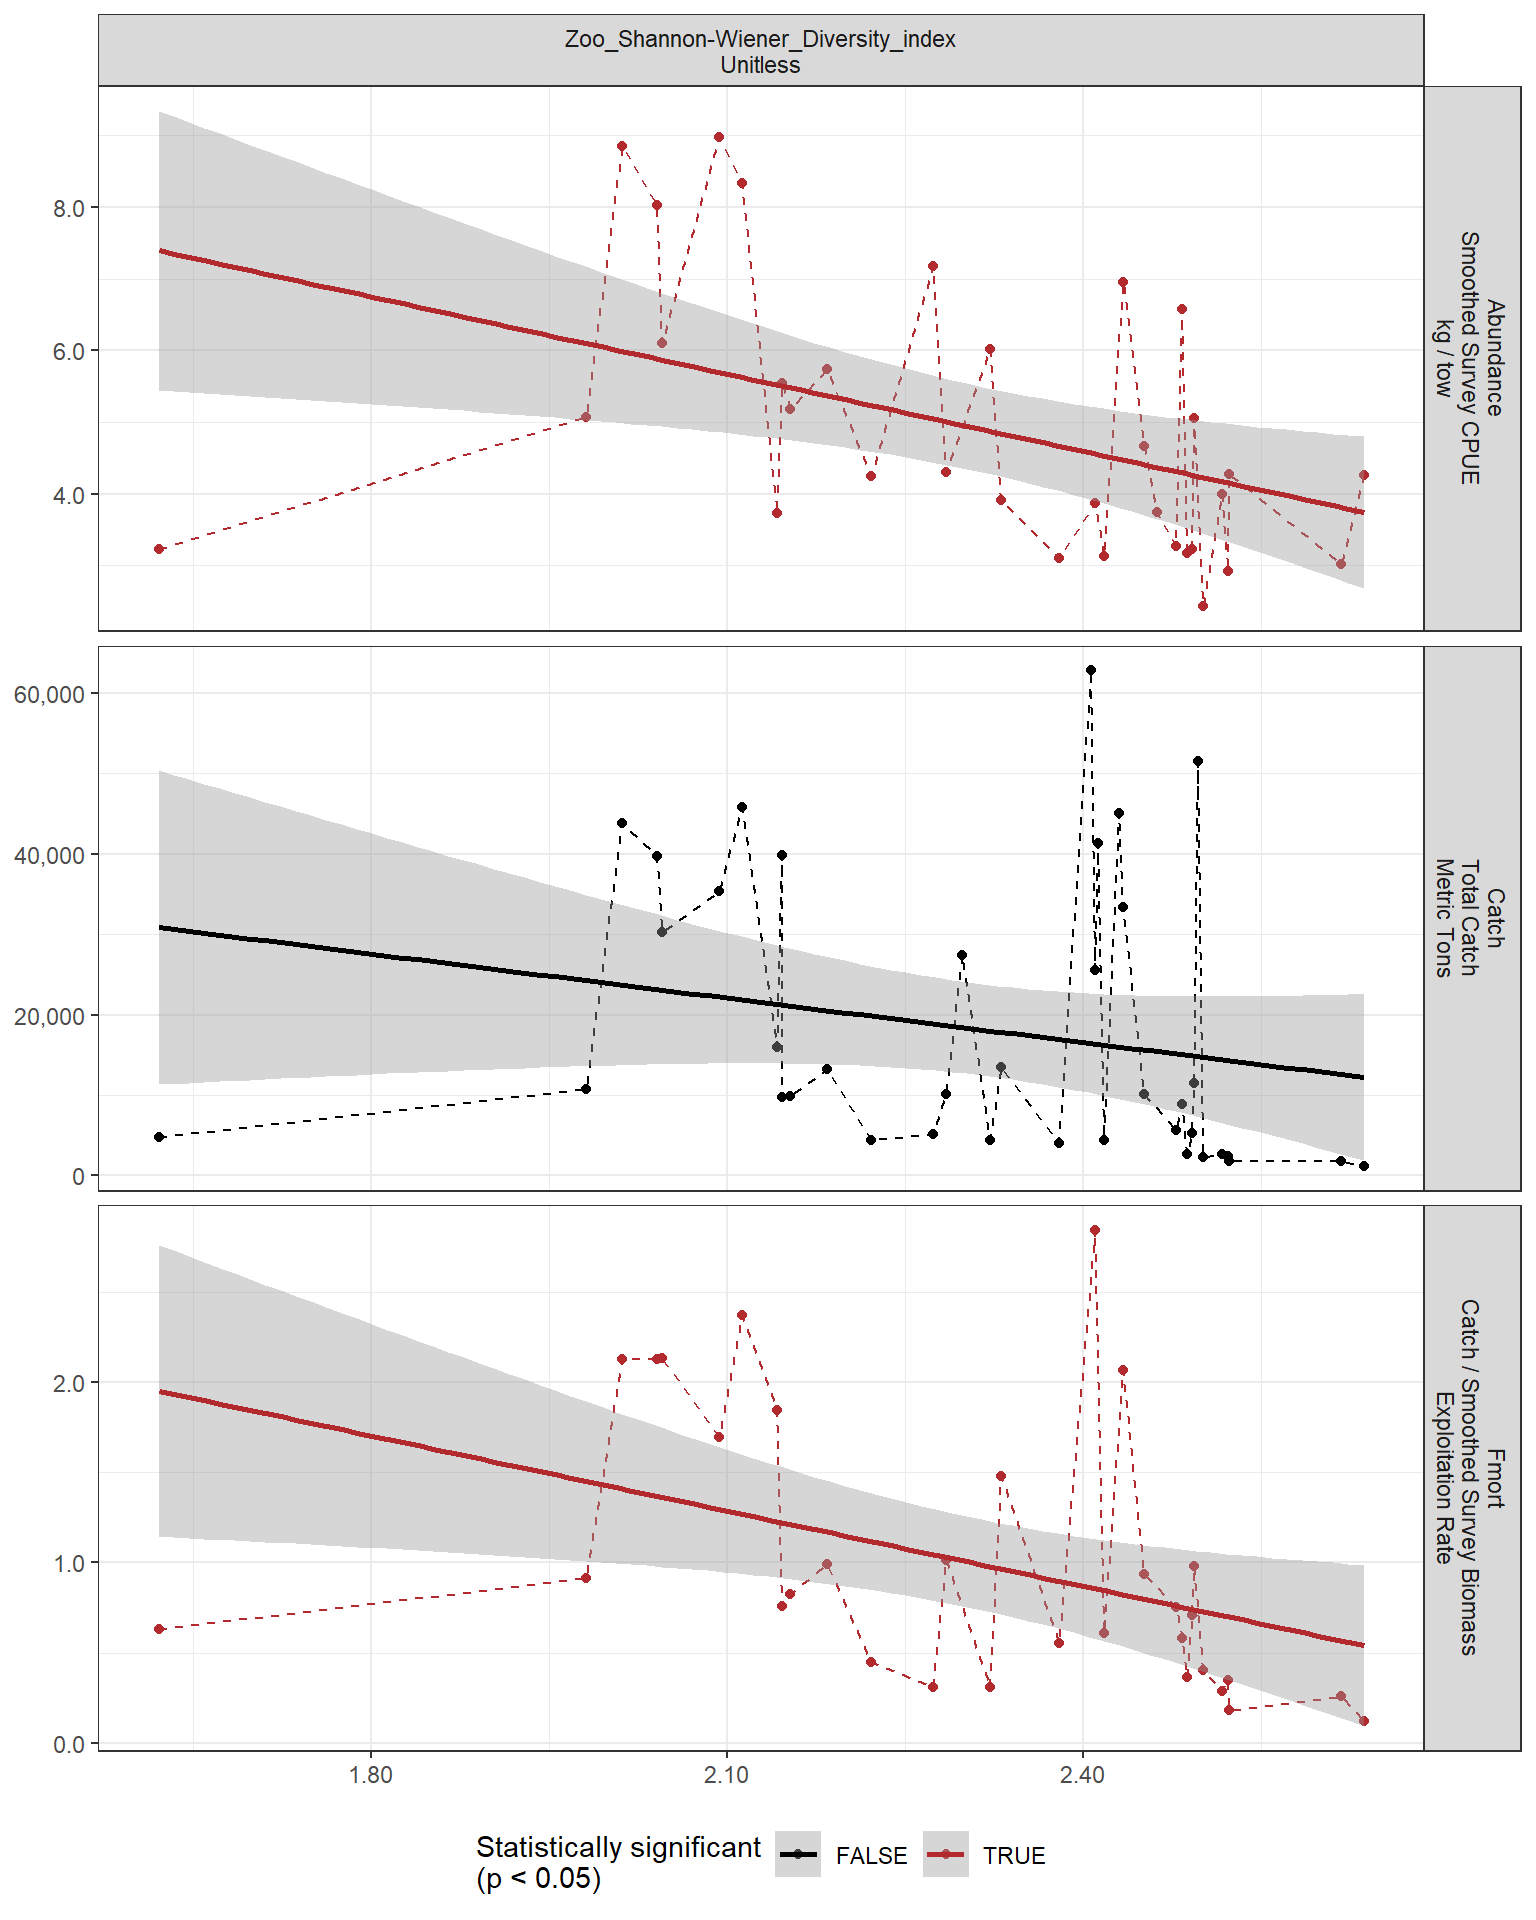 Zoo_Shannon-Wiener_Diversity_index
Unitless
8.0
6.0
4.0
Abundance
Smoothed Survey CPUE
kg / tow
60,000
40,000
20,000
0
Catch
Total Catch
Metric Tons
2.0
1.0
0.0
Fmort
Catch / Smoothed Survey Biomass
Exploitation Rate
1.80
2.10
2.40
Statistically significant
(p < 0.05)
FALSE
TRUE